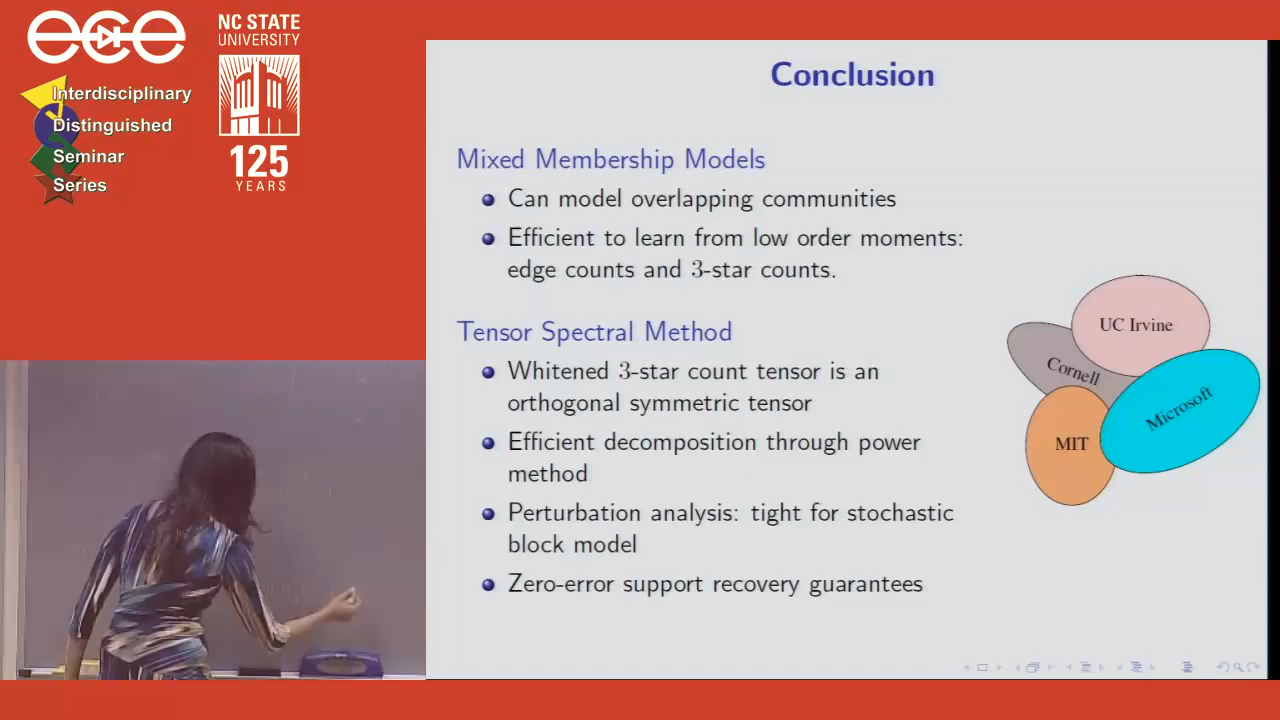 ece
Interdisciplinary
Distinguished
Seminar
Series
NC STATE
UNIVERSITY
125
YEARS
Conclusion
Mixed Membership Models
Can model overlapping communities
Efficient to learn from low order moments:
edge counts and 3-star counts.
Tensor Spectral Method
Whitened 3-star count tensor is an
orthogonal symmetric tensor
Efficient decomposition through power
method
Perturbation analysis: tight for stochastic
block model
Zero-error support recovery guarantees
UC Irvine
Cornell
Microsoft
MIT